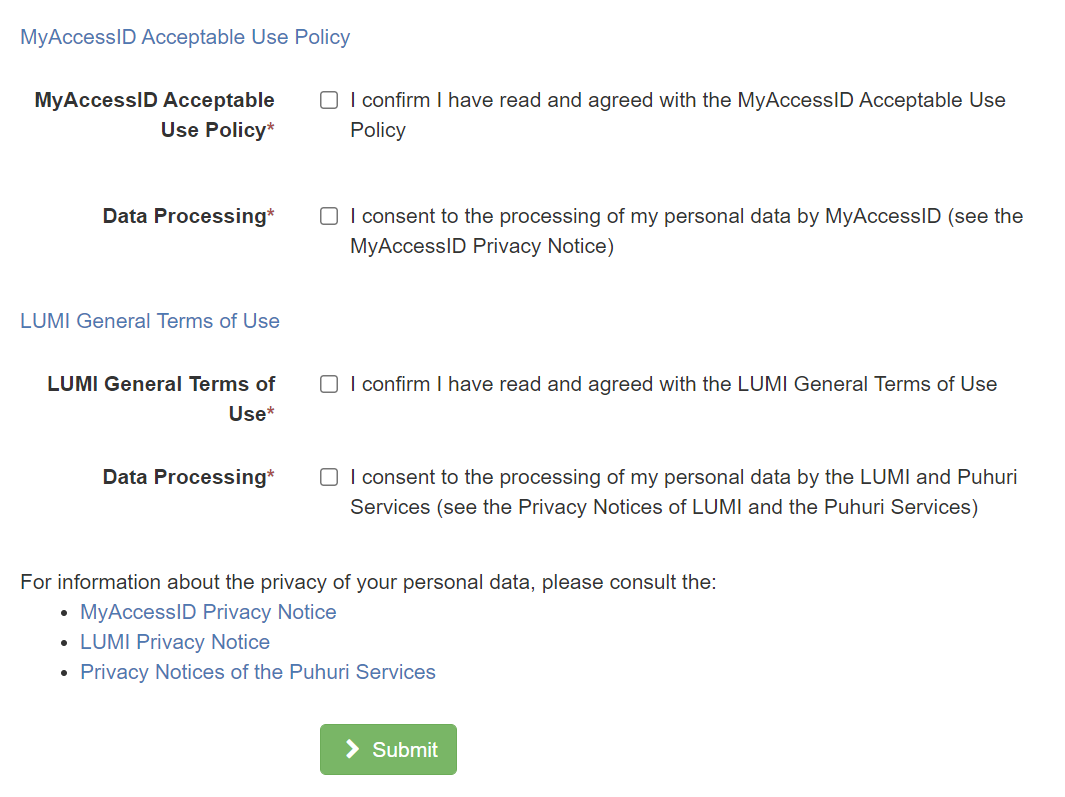 MyAccessID Acceptable Use Policy
MyAccessID Acceptable
Use Policy*
I confirm I have read and agreed with the MyAccessID Acceptable Use
Policy
Data Processing*
I consent to the processing of my personal data by MyAccessID (see the
MyAccessID Privacy Notice)
LUMI General Terms of Use
LUMI General Terms of
Use*
I confirm I have read and agreed with the LUMI General Terms of Use
Data Processing*
I consent to the processing of my personal data by the LUMI and Puhuri
Services (see the Privacy Notices of LUMI and the Puhuri Services)
For information about the privacy of your personal data, please consult the:
• MyAccessID Privacy Notice
• LUMI Privacy Notice
• Privacy Notices of the Puhuri Services
Submit